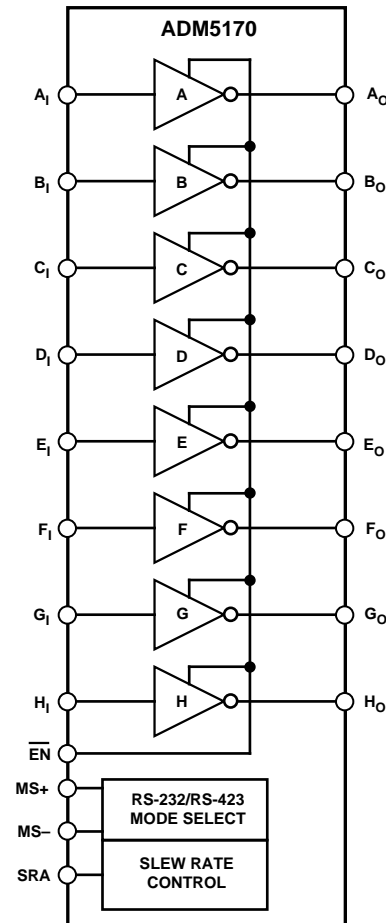 ADM5170
A_I A A_O
B_I B B_O
C_I C C_O
D_I D D_O
E_I E E_O
F_I F F_O
G_I G G_O
H_I H H_O
E̅N̅
MS+
RS-232/RS-423
MODE SELECT
MS–
SRA
SLEW RATE
CONTROL